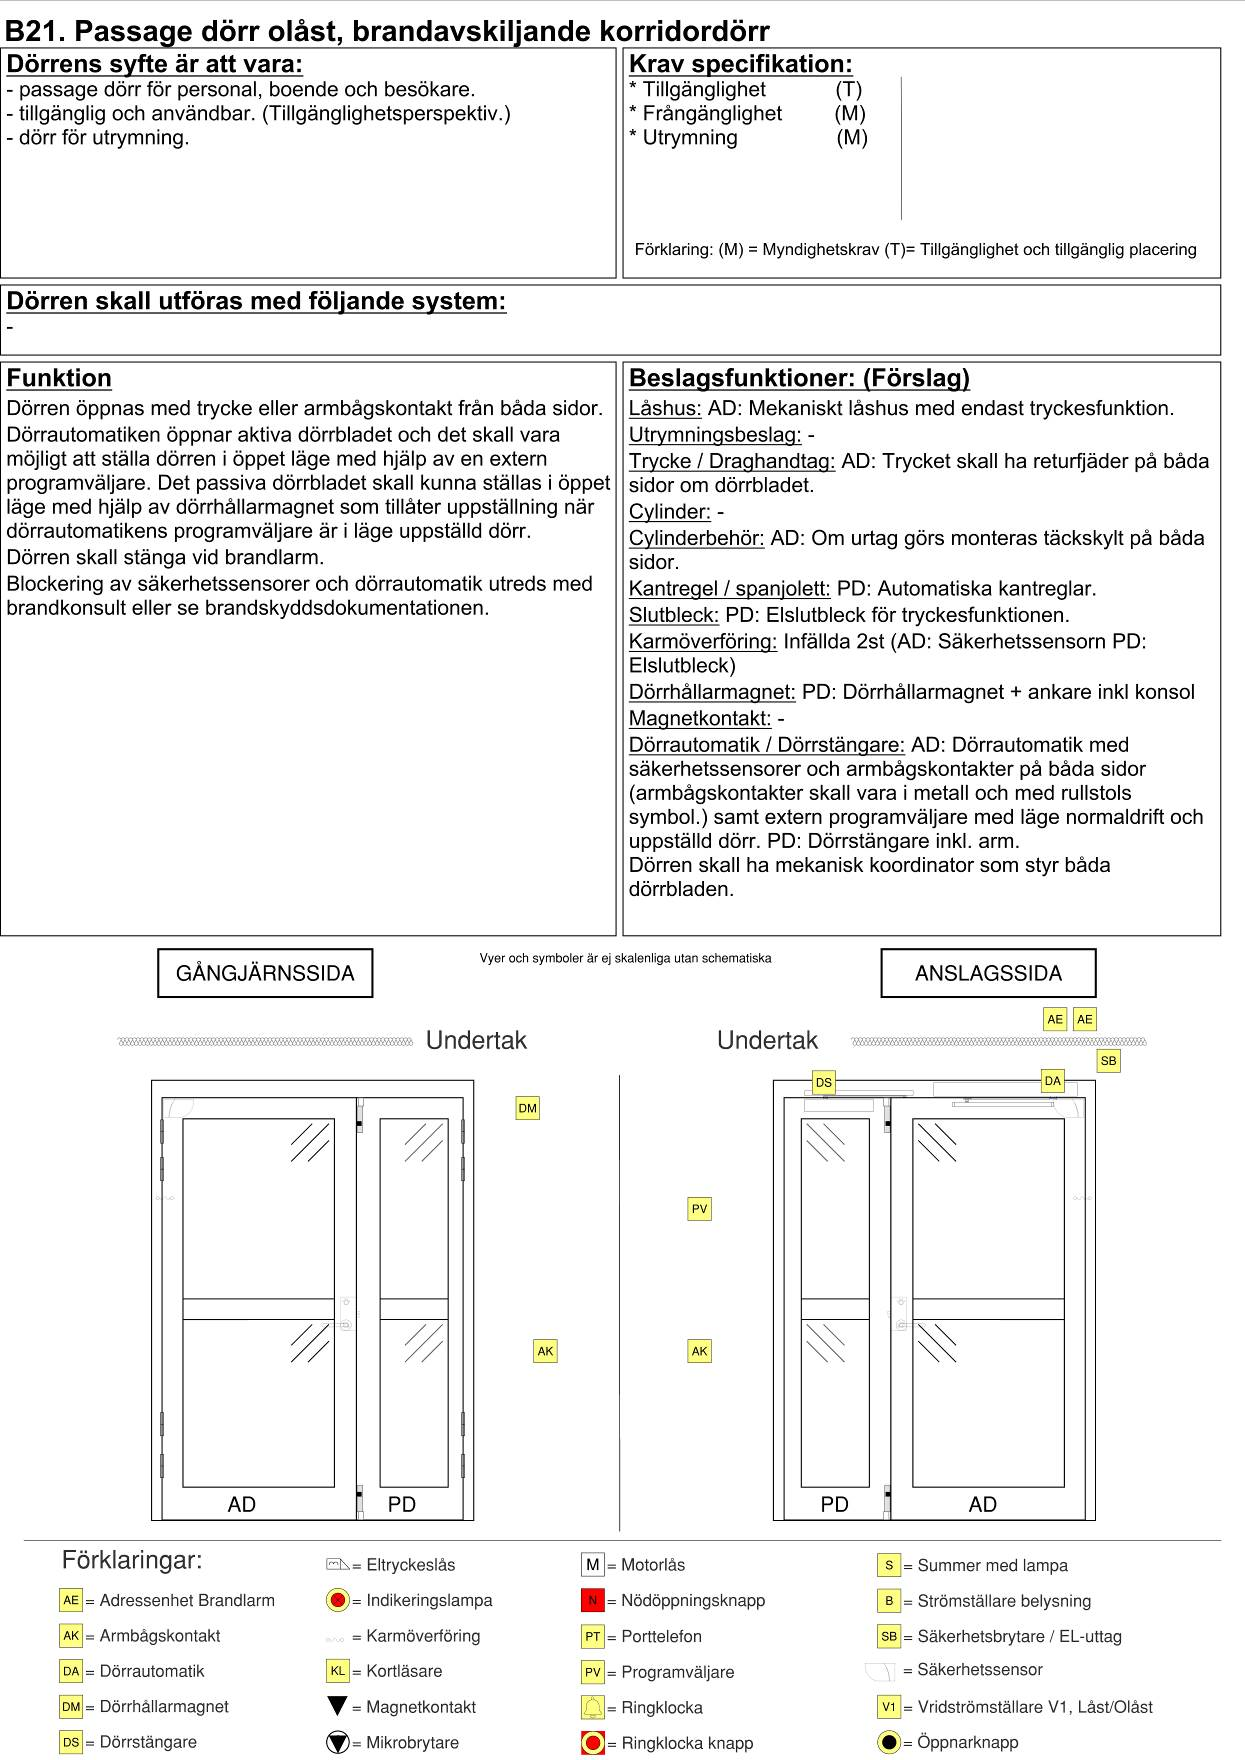 B21. Passage dörr olåst, brandavskiljande korridordörr
Dörrens syfte är att vara:
- passage dörr för personal, boende och besökare.
- tillgänglig och användbar. (Tillgänglighetsperspektiv.)
- dörr för utrymning.
Krav specifikation:
* Tillgänglighet (T)
* Frångänglighet (M)
* Utrymning (M)
Förklaring: (M) = Myndighetskrav (T)= Tillgänglighet och tillgänglig placering
Dörren skall utföras med följande system:
-
Funktion
Dörren öppnas med trycke eller armbågskontakt från båda sidor.
Dörrautomatiken öppnar aktiva dörrbladet och det skall vara
möjligt att ställa dörren i öppet läge med hjälp av en extern
programväljare. Det passiva dörrbladet skall kunna ställas i öppet
läge med hjälp av dörrhållarmagnet som tillåter uppställning när
dörrautomatikens programväljare är i läge uppställd dörr.
Dörren skall stänga vid brandlarm.
Blockering av säkerhetssensorer och dörrautomatik utreds med
brandkonsult eller se brandskyddsdokumentationen.
Beslagsfunktioner: (Förslag)
Låshus: AD: Mekaniskt låshus med endast tryckesfunktion.
Utrymningsbeslag: -
Trycke / Draghandtag: AD: Trycket skall ha returfjäder på båda
sidor om dörrbladet.
Cylinder: -
Cylinderbehör: AD: Om urtag görs monteras täckskylt på båda
sidor.
Kantregel / spanjolett: PD: Automatiska kantreglar.
Slutbleck: PD: Elslutbleck för tryckesfunktionen.
Karmöverföring: Infällda 2st (AD: Säkerhetssensorn PD:
Elslutbleck)
Dörrhållarmagnet: PD: Dörrhållarmagnet + ankare inkl konsol
Magnetkontakt: -
Dörrautomatik / Dörrstängare: AD: Dörrautomatik med
säkerhetssensorer och armbågskontakter på båda sidor
(armbågskontakter skall vara i metall och med rullstols
symbol.) samt extern programväljare med läge normaldrift och
uppställd dörr. PD: Dörrstängare inkl. arm.
Dörren skall ha mekanisk koordinator som styr båda
dörrbladen.
GÅNGJÄRNSSIDA
Vyer och symboler är ej skalenliga utan schematiska
ANSLAGSSIDA
AE AE
Undertak
Undertak
SB
DS
DA
DM
PV
AK
AK
AD
PD
PD
AD
Förklaringar:
AE = Adressenhet Brandlarm
AK = Armbågskontakt
DA = Dörrautomatik
DM = Dörrhållarmagnet
DS = Dörrstängare
= Eltryckeslås
= Indikeringslampa
= Karmöverföring
KL = Kortläsare
= Magnetkontakt
= Mikrobrytare
M = Motorlås
N = Nödöppningsknapp
PT = Porttelefon
PV = Programväljare
= Ringklocka
= Ringklocka knapp
S = Summer med lampa
B = Strömställare belysning
SB = Säkerhetsbrytare / EL-uttag
= Säkerhetssensor
V1 = Vridströmställare V1, Låst/Olåst
= Öppnarknapp